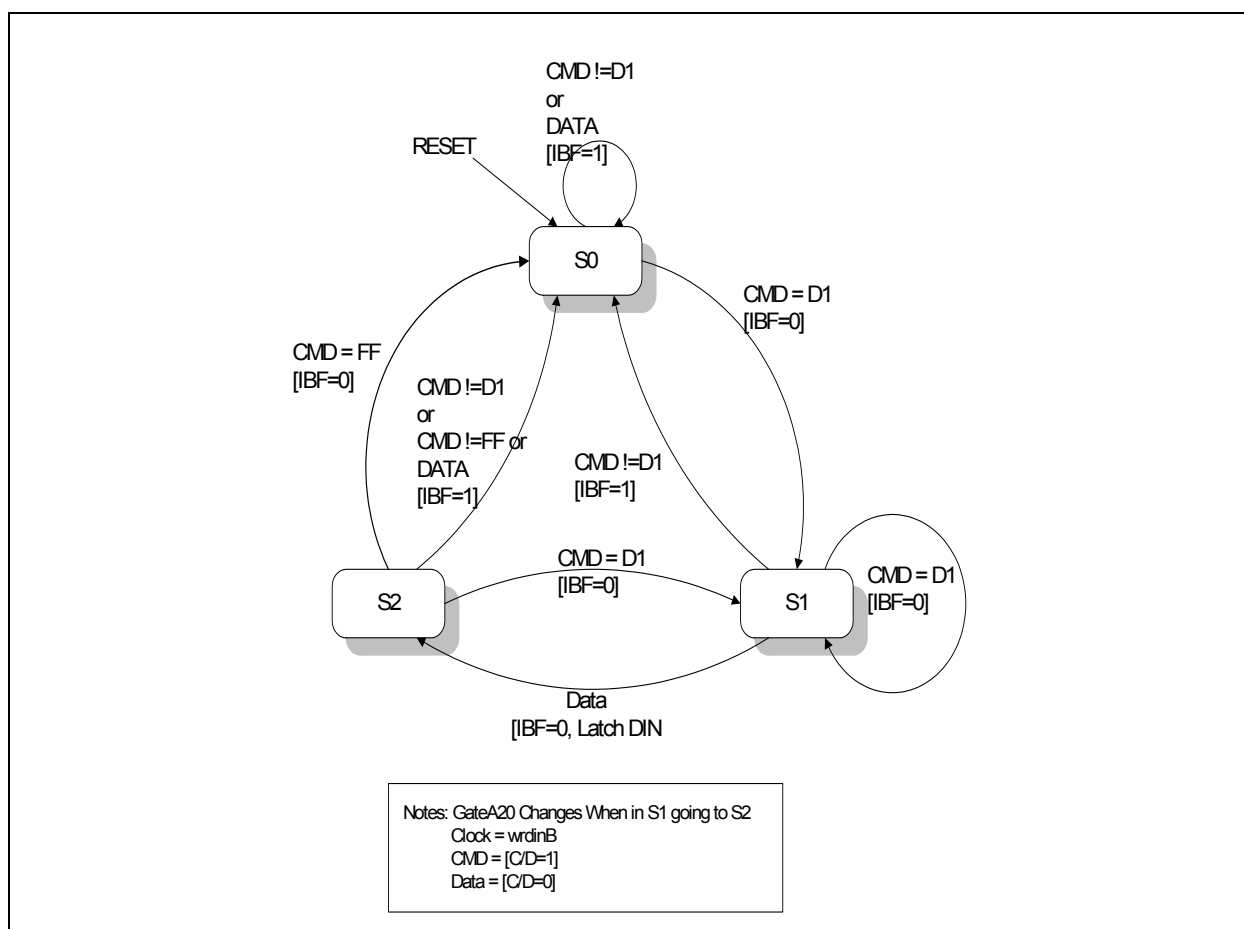 CMD !=D1
or
DATA
[IBF=1]
RESET
S0
CMD = D1
[IBF=0]
CMD = FF
[IBF=0]
CMD !=D1
or
CMD !=FF or
DATA
[IBF=1]
CMD !=D1
[IBF=1]
CMD = D1
[IBF=0]
CMD = D1
[IBF=0]
S2
S1
Data
[IBF=0, Latch DIN
Notes: GateA20 Changes When in S1 going to S2
Clock = wrdinB
CMD = [C/D=1]
Data = [C/D=0]